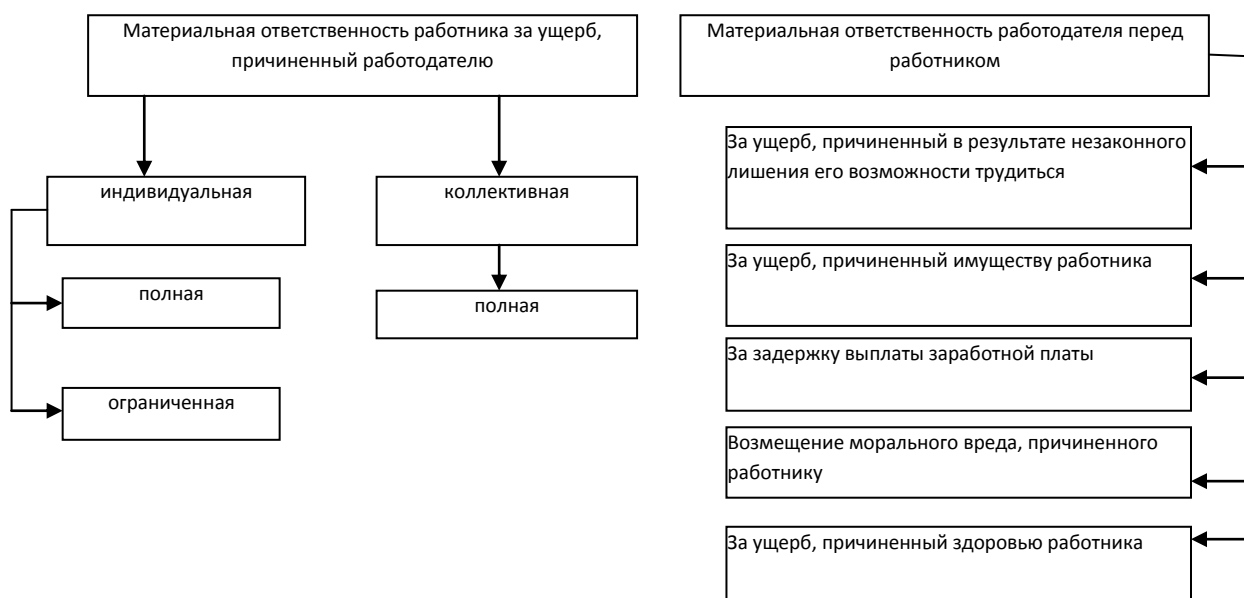 Материальная ответственность работника за ущерб,
причиненный работодателю
индивидуальная
коллективная
полная
полная
ограниченная
Материальная ответственность работодателя перед
работником
За ущерб, причиненный в результате незаконного
лишения его возможности трудиться
За ущерб, причиненный имуществу работника
За задержку выплаты заработной платы
Возмещение морального вреда, причиненного
работнику
За ущерб, причиненный здоровью работника